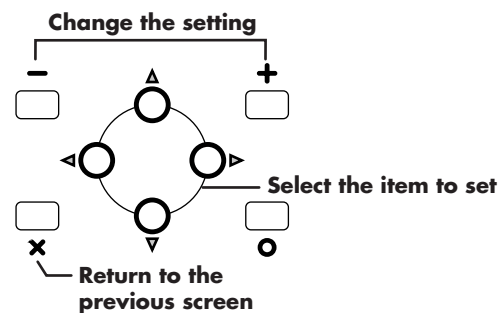 Change the setting
− +
Select the item to set
Return to the
previous screen